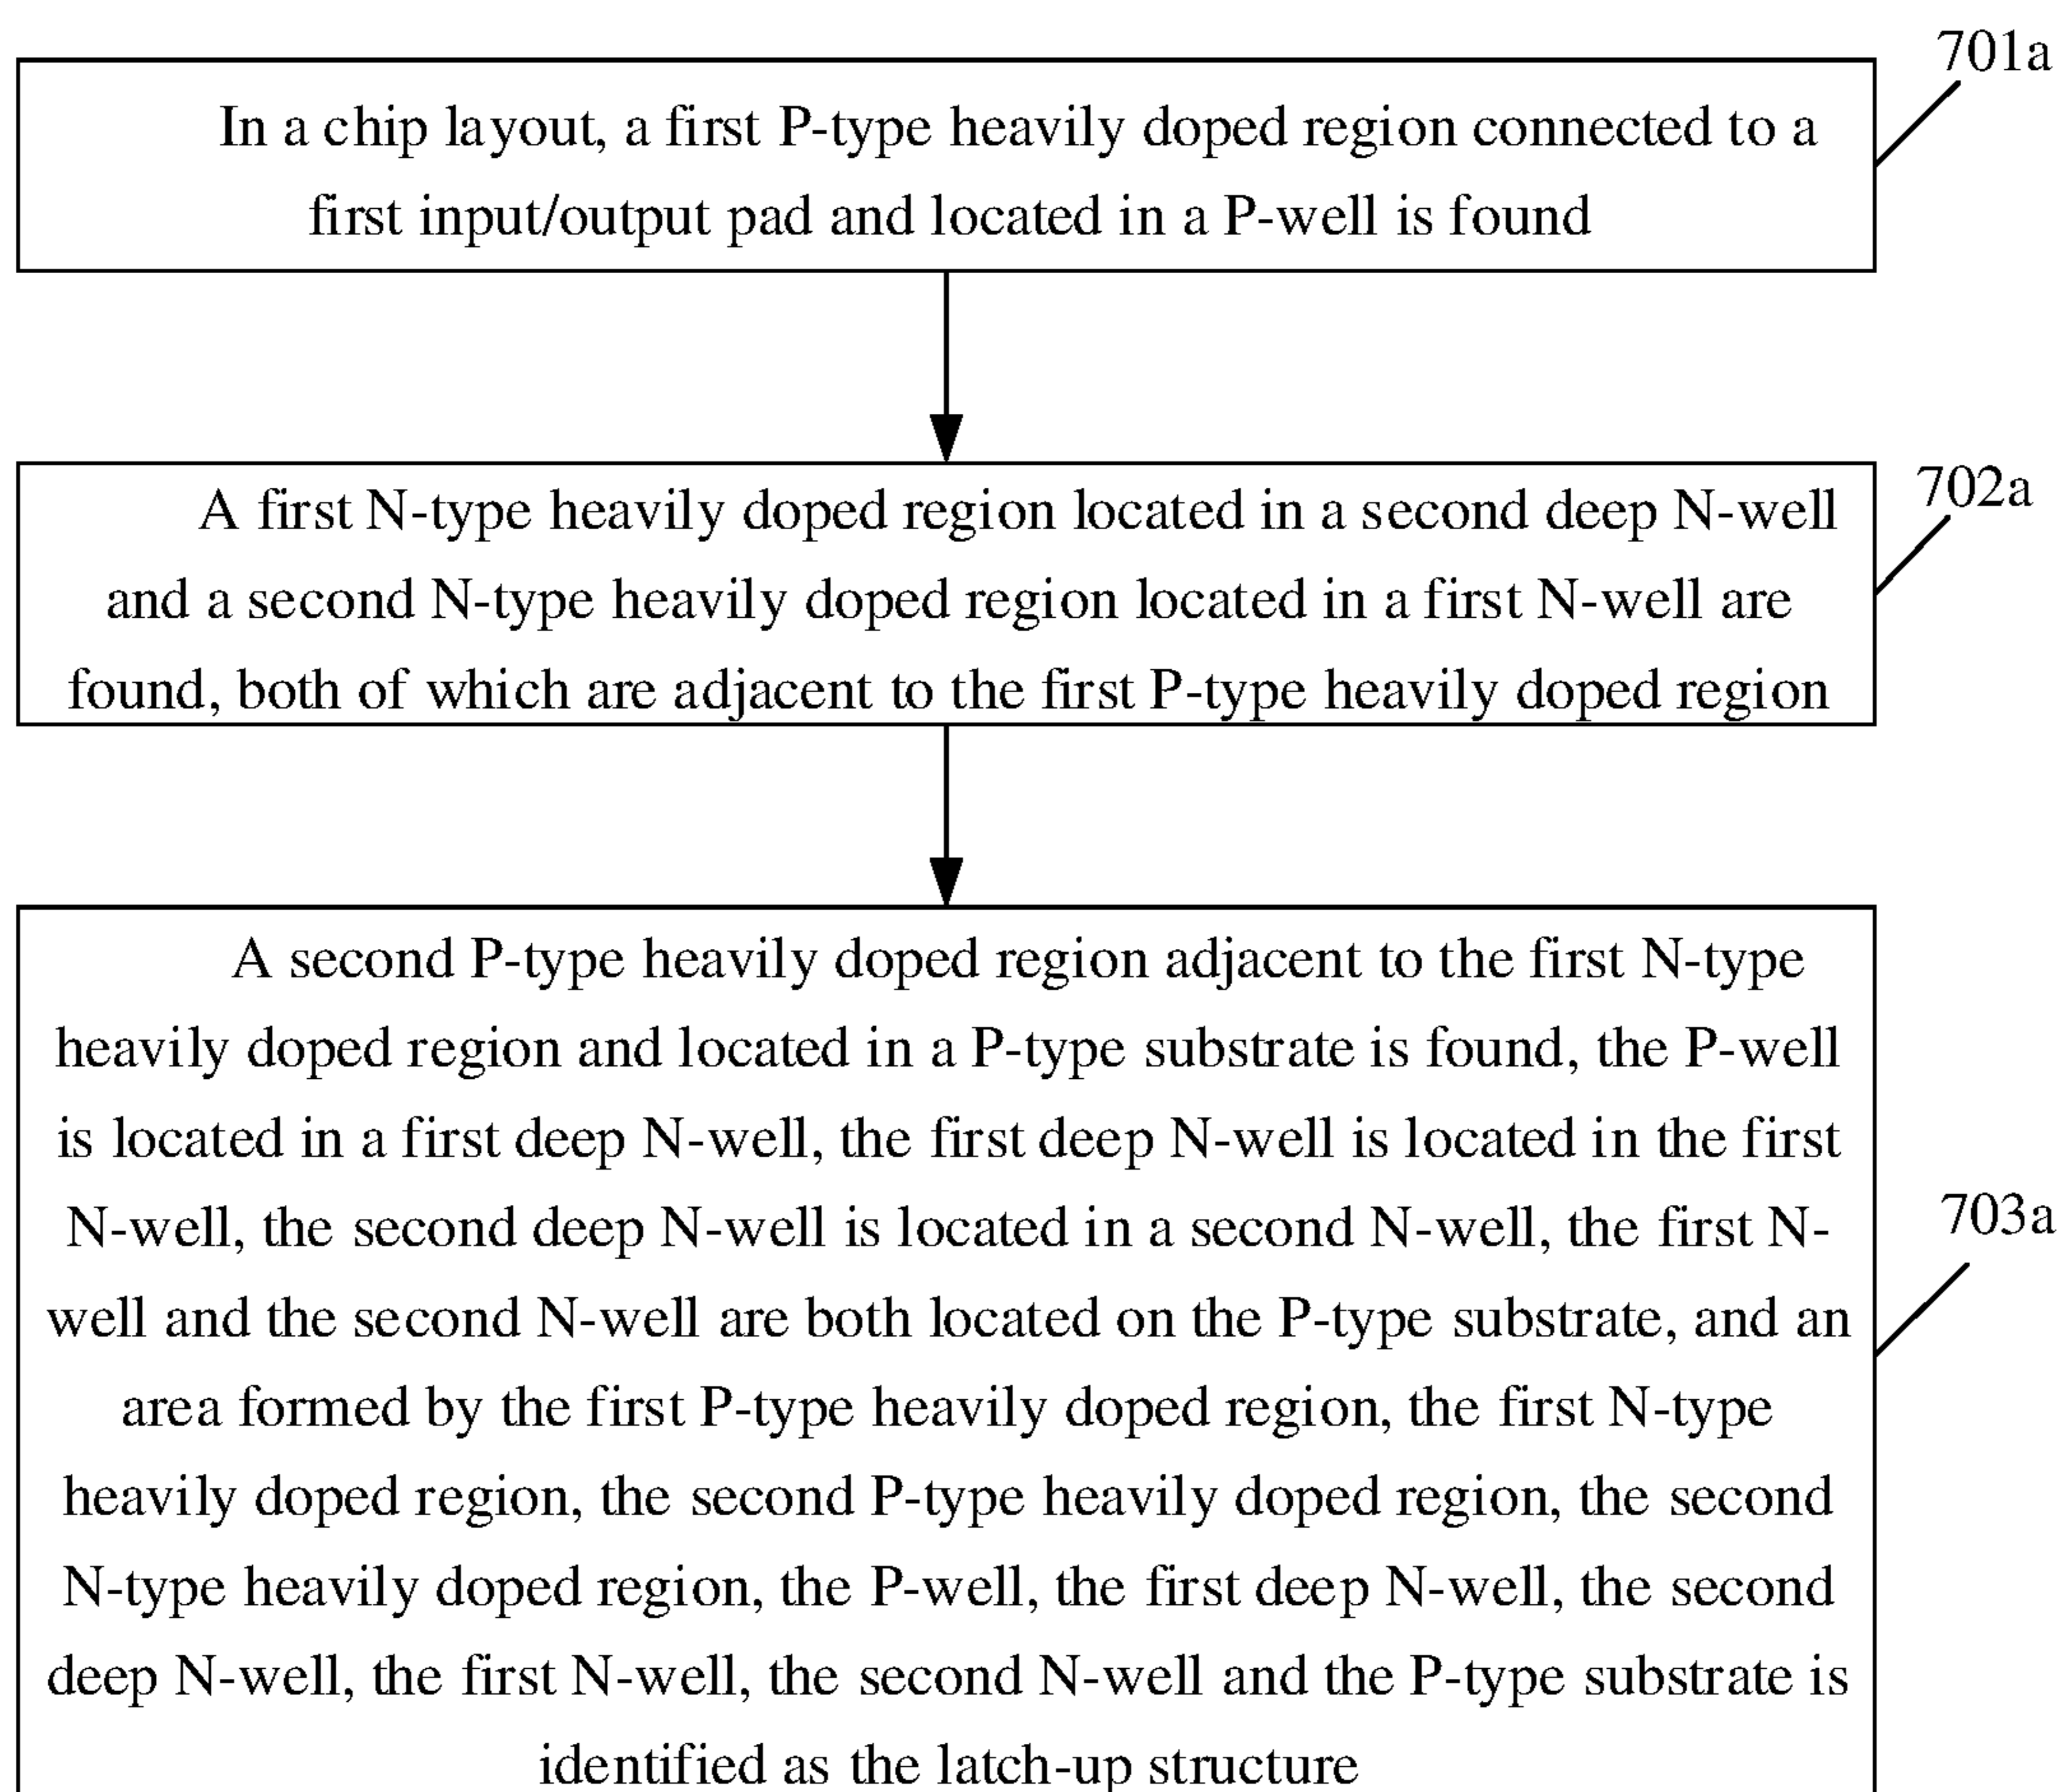 701a
In a chip layout, a first P-type heavily doped region connected to a
first input/output pad and located in a P-well is found
702a
A first N-type heavily doped region located in a second deep N-well
and a second N-type heavily doped region located in a first N-well are
found, both of which are adjacent to the first P-type heavily doped region
A second P-type heavily doped region adjacent to the first N-type
heavily doped region and located in a P-type substrate is found, the P-well
is located in a first deep N-well, the first deep N-well is located in the first
N-well, the second deep N-well is located in a second N-well, the first N-
well and the second N-well are both located on the P-type substrate, and an
area formed by the first P-type heavily doped region, the first N-type
heavily doped region, the second P-type heavily doped region, the second
N-type heavily doped region, the P-well, the first deep N-well, the second
deep N-well, the first N-well, the second N-well and the P-type substrate is
identified as the latch-up structure
703a